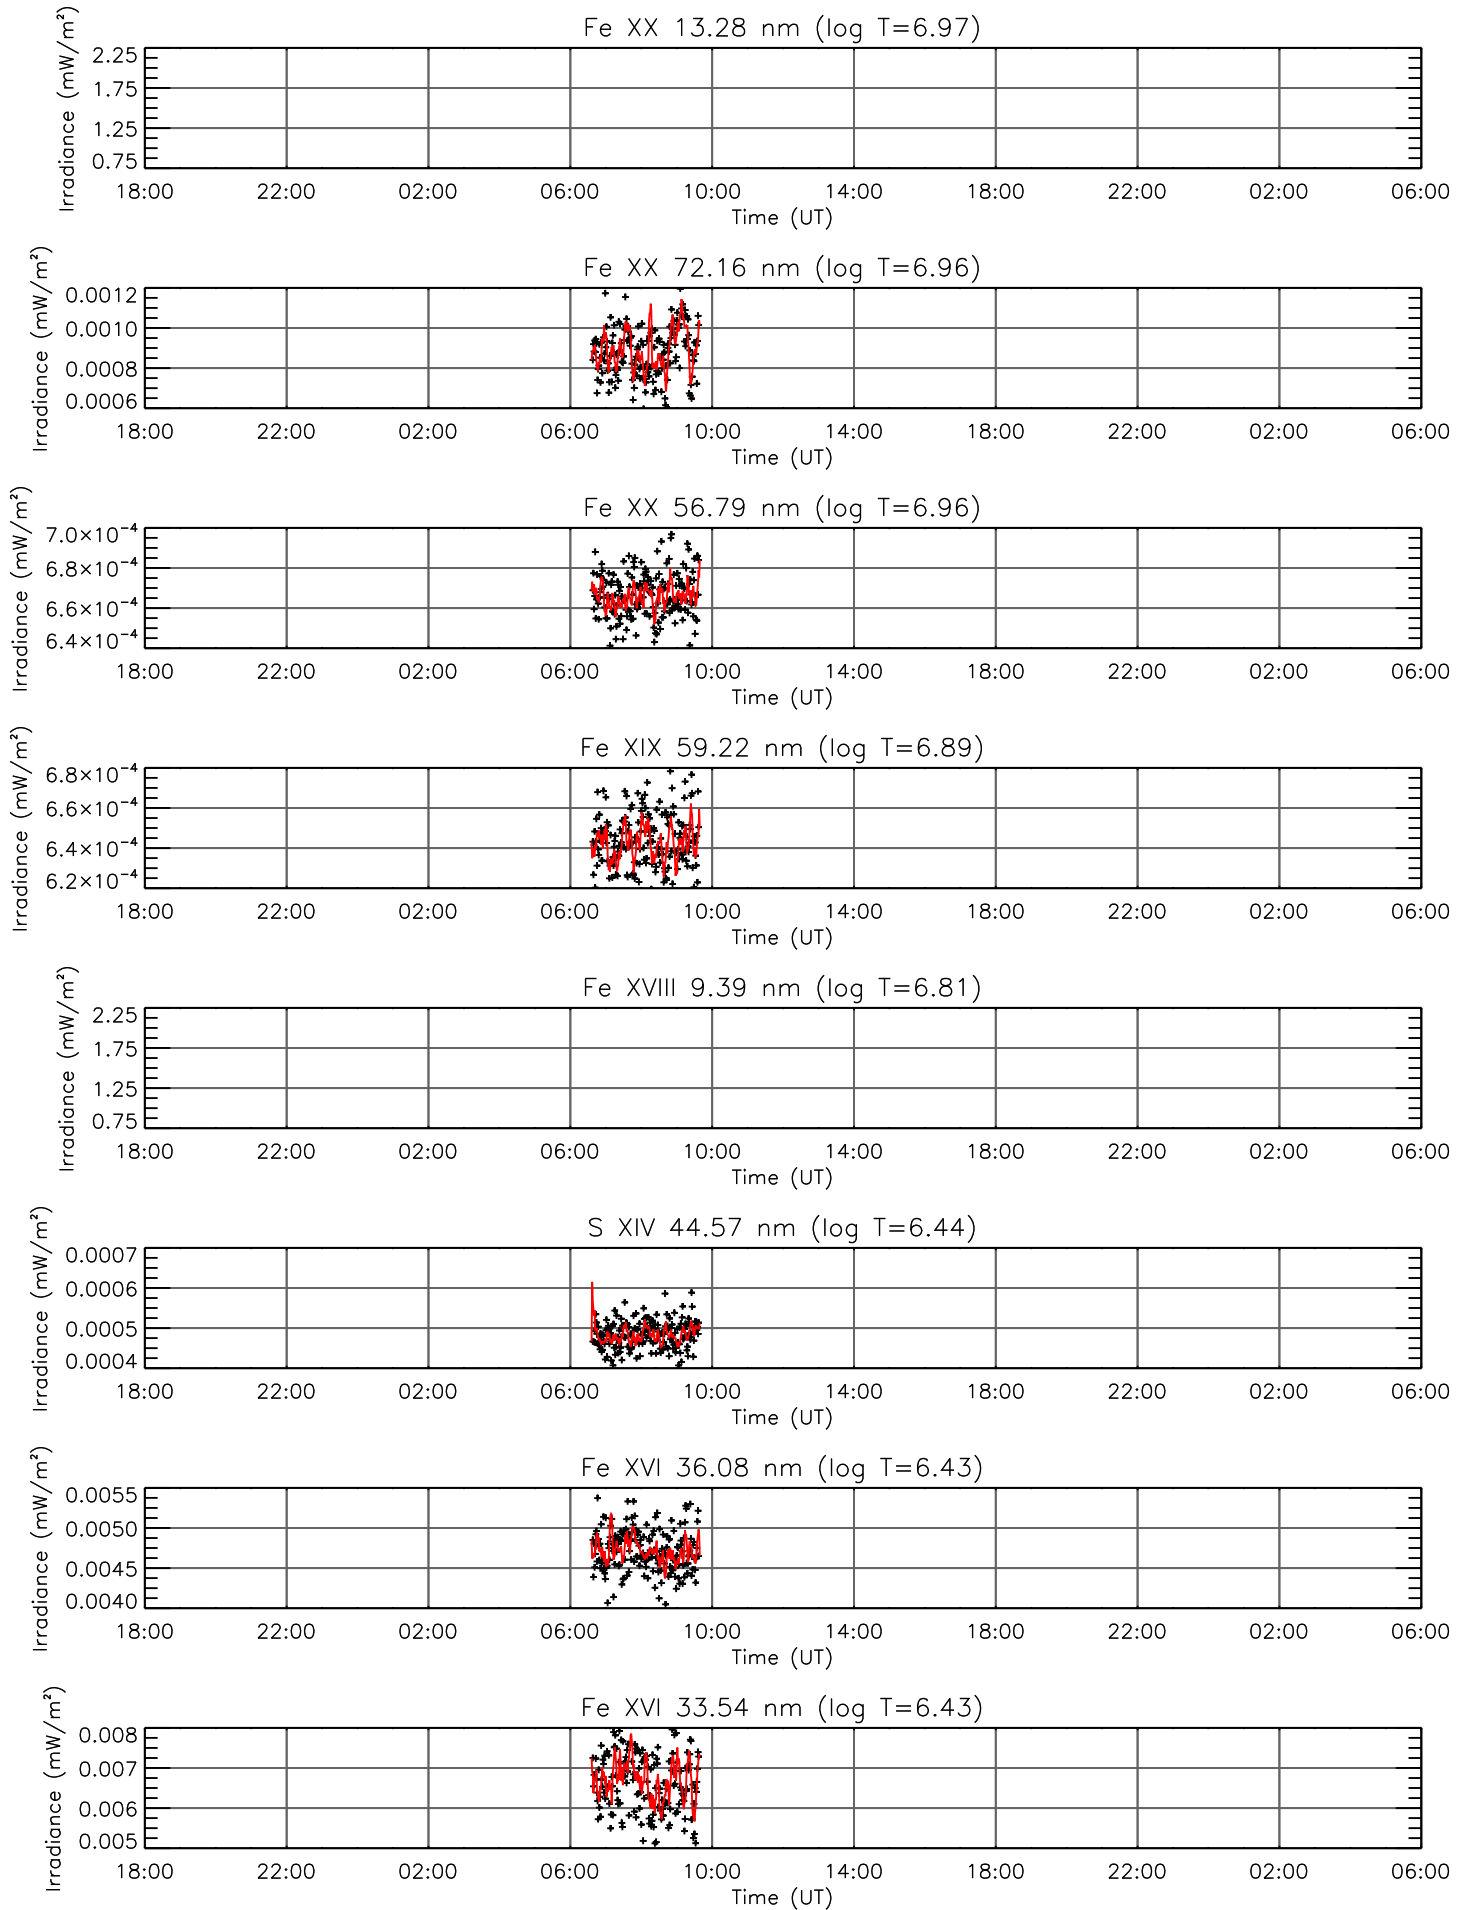 Fe XX 13.28 nm (log T=6.97)
Irradiance (mW/m²)
2.25
1.75
1.25
0.75
18:00 22:00 02:00 06:00 10:00 14:00 18:00 22:00 02:00 06:00
Time (UT)
Fe XX 72.16 nm (log T=6.96)
Irradiance (mW/m²)
0.0012
0.0010
0.0008
0.0006
18:00 22:00 02:00 06:00 10:00 14:00 18:00 22:00 02:00 06:00
Time (UT)
Fe XX 56.79 nm (log T=6.96)
Irradiance (mW/m²)
7.0×10⁻⁴
6.8×10⁻⁴
6.6×10⁻⁴
6.4×10⁻⁴
18:00 22:00 02:00 06:00 10:00 14:00 18:00 22:00 02:00 06:00
Time (UT)
Fe XIX 59.22 nm (log T=6.89)
Irradiance (mW/m²)
6.8×10⁻⁴
6.6×10⁻⁴
6.4×10⁻⁴
6.2×10⁻⁴
18:00 22:00 02:00 06:00 10:00 14:00 18:00 22:00 02:00 06:00
Time (UT)
Fe XVIII 9.39 nm (log T=6.81)
Irradiance (mW/m²)
2.25
1.75
1.25
0.75
18:00 22:00 02:00 06:00 10:00 14:00 18:00 22:00 02:00 06:00
Time (UT)
S XIV 44.57 nm (log T=6.44)
Irradiance (mW/m²)
0.0007
0.0006
0.0005
0.0004
18:00 22:00 02:00 06:00 10:00 14:00 18:00 22:00 02:00 06:00
Time (UT)
Fe XVI 36.08 nm (log T=6.43)
Irradiance (mW/m²)
0.0055
0.0050
0.0045
0.0040
18:00 22:00 02:00 06:00 10:00 14:00 18:00 22:00 02:00 06:00
Time (UT)
Fe XVI 33.54 nm (log T=6.43)
Irradiance (mW/m²)
0.008
0.007
0.006
0.005
18:00 22:00 02:00 06:00 10:00 14:00 18:00 22:00 02:00 06:00
Time (UT)